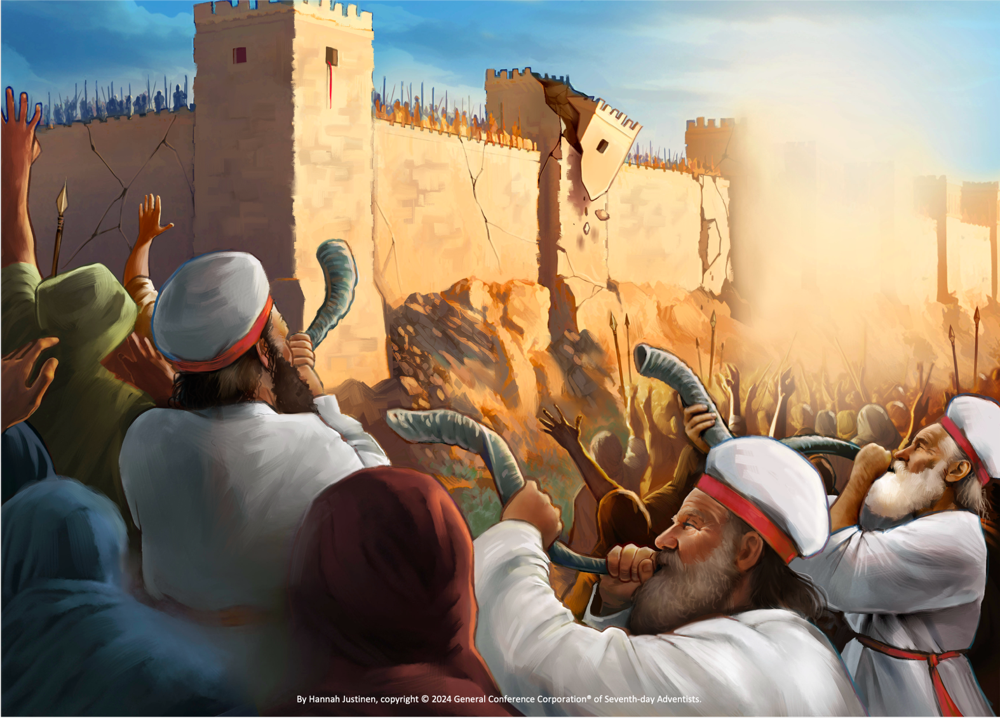 By Hannah Justinen, copyright © 2024 General Conference Corporation® of Seventh-day Adventists.